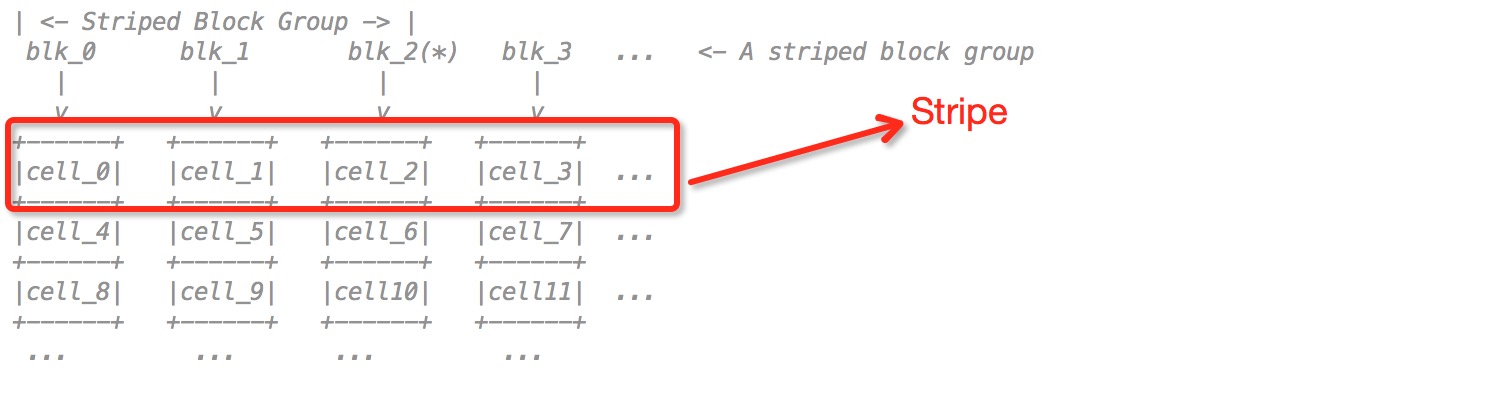 | <- Striped Block Group -> |
blk_0 blk_1 blk_2(*) blk_3 ... <- A striped block group
| | | |
v v v v
Stripe
+------+ +------+ +------+ +------+
|cell_0| |cell_1| |cell_2| |cell_3| ...
+------+ +------+ +------+ +------+
|cell_4| |cell_5| |cell_6| |cell_7| ...
+------+ +------+ +------+ +------+
|cell_8| |cell_9| |cell10| |cell11| ...
+------+ +------+ +------+ +------+
... ... ... ...